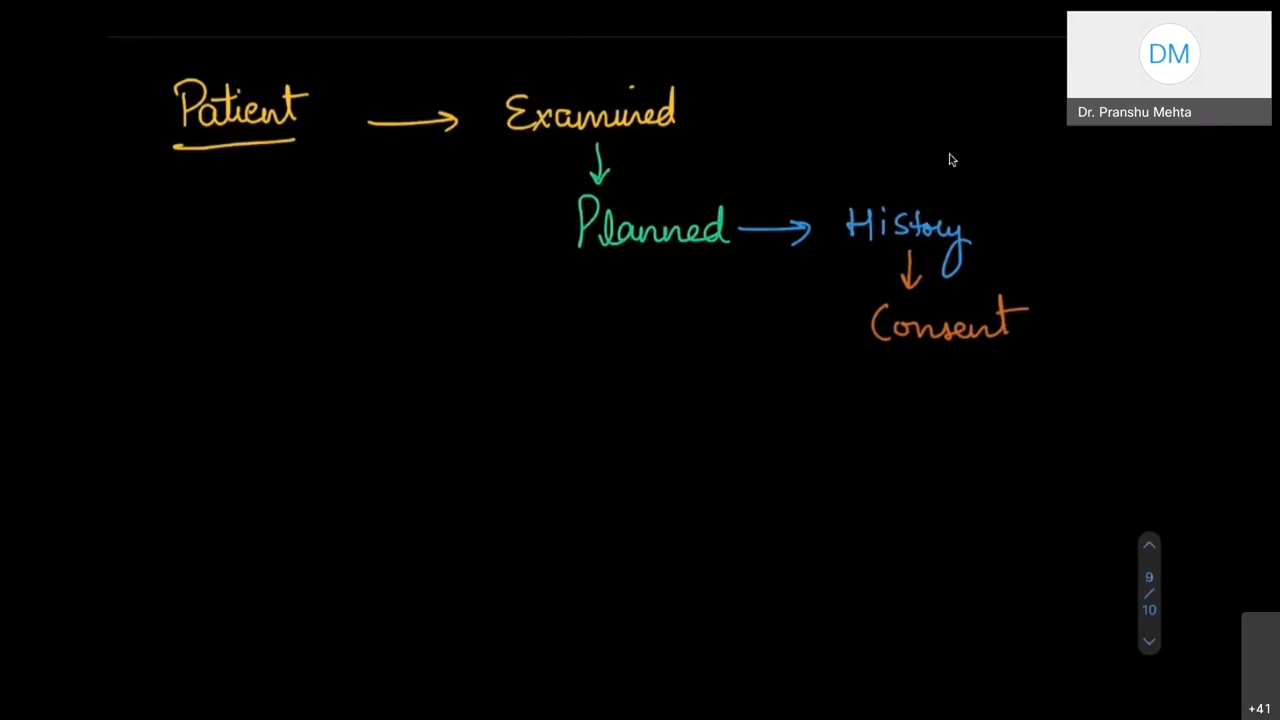 DM
Dr. Pranshu Mehta
Patient → Examined
↓
Planned → History
↓
Consent
9
/
10
+41